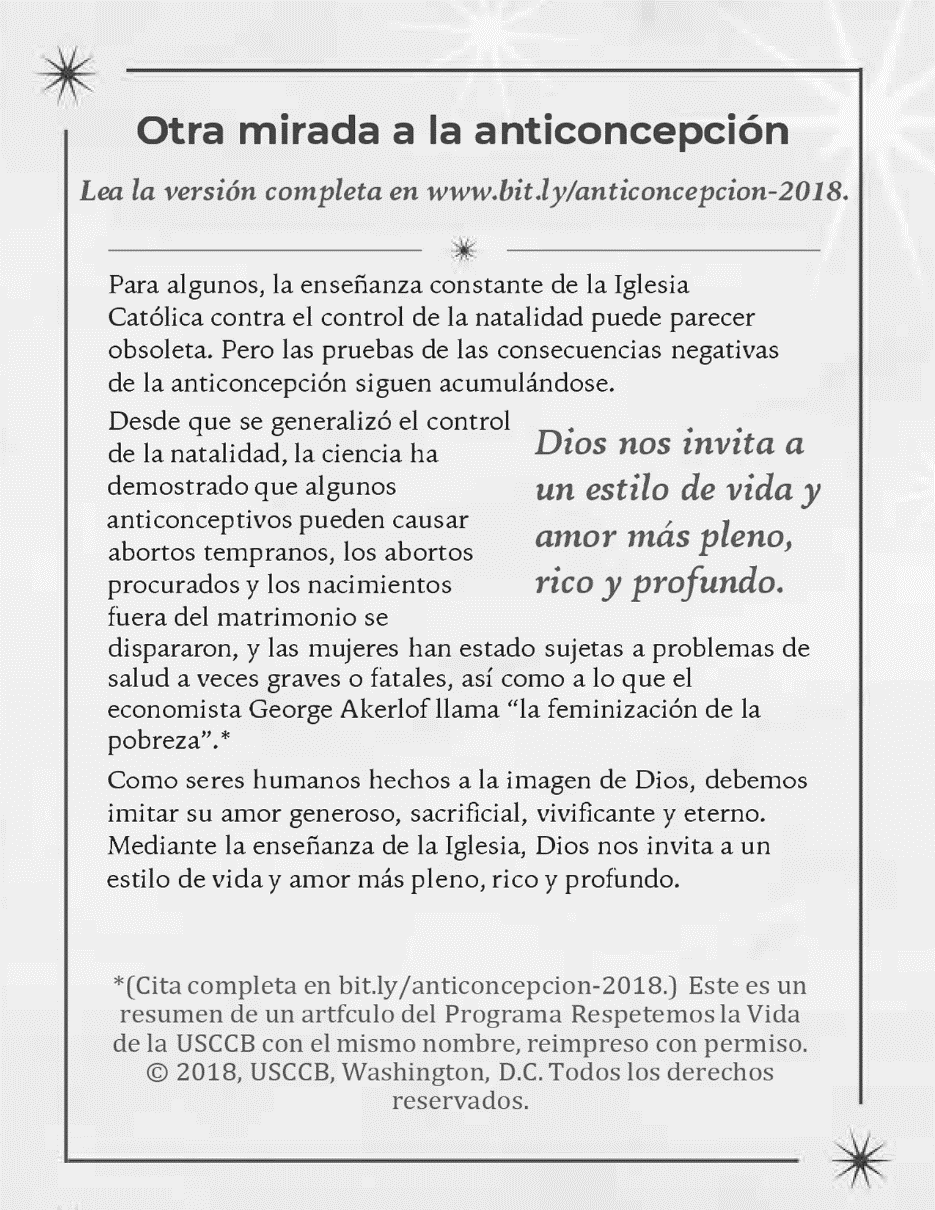 Otra mirada a la anticoncepción
Lea la versión completa en www.bit.ly/anticoncepcion-2018.
Para algunos, la enseñanza constante de la Iglesia
Católica contra el control de la natalidad puede parecer
obsoleta. Pero las pruebas de las consecuencias negativas
de la anticoncepción siguen acumulándose.
Desde que se generalizó el control
de la natalidad, la ciencia ha
demostrado que algunos
anticonceptivos pueden causar
abortos tempranos, los abortos
procurados y los nacimientos
fuera del matrimonio se
dispararon, y las mujeres han estado sujetas a problemas de
salud a veces graves o fatales, así como a lo que el
economista George Akerlof llama “la feminización de la
pobreza”.*
Dios nos invita a
un estilo de vida y
amor más pleno,
rico y profundo.
Como seres humanos hechos a la imagen de Dios, debemos
imitar su amor generoso, sacrificial, vivificante y eterno.
Mediante la enseñanza de la Iglesia, Dios nos invita a un
estilo de vida y amor más pleno, rico y profundo.
*(Cita completa en bit.ly/anticoncepcion-2018.) Este es un
resumen de un artfculo del Programa Respetemos la Vida
de la USCCB con el mismo nombre, reimpreso con permiso.
© 2018, USCCB, Washington, D.C. Todos los derechos
reservados.